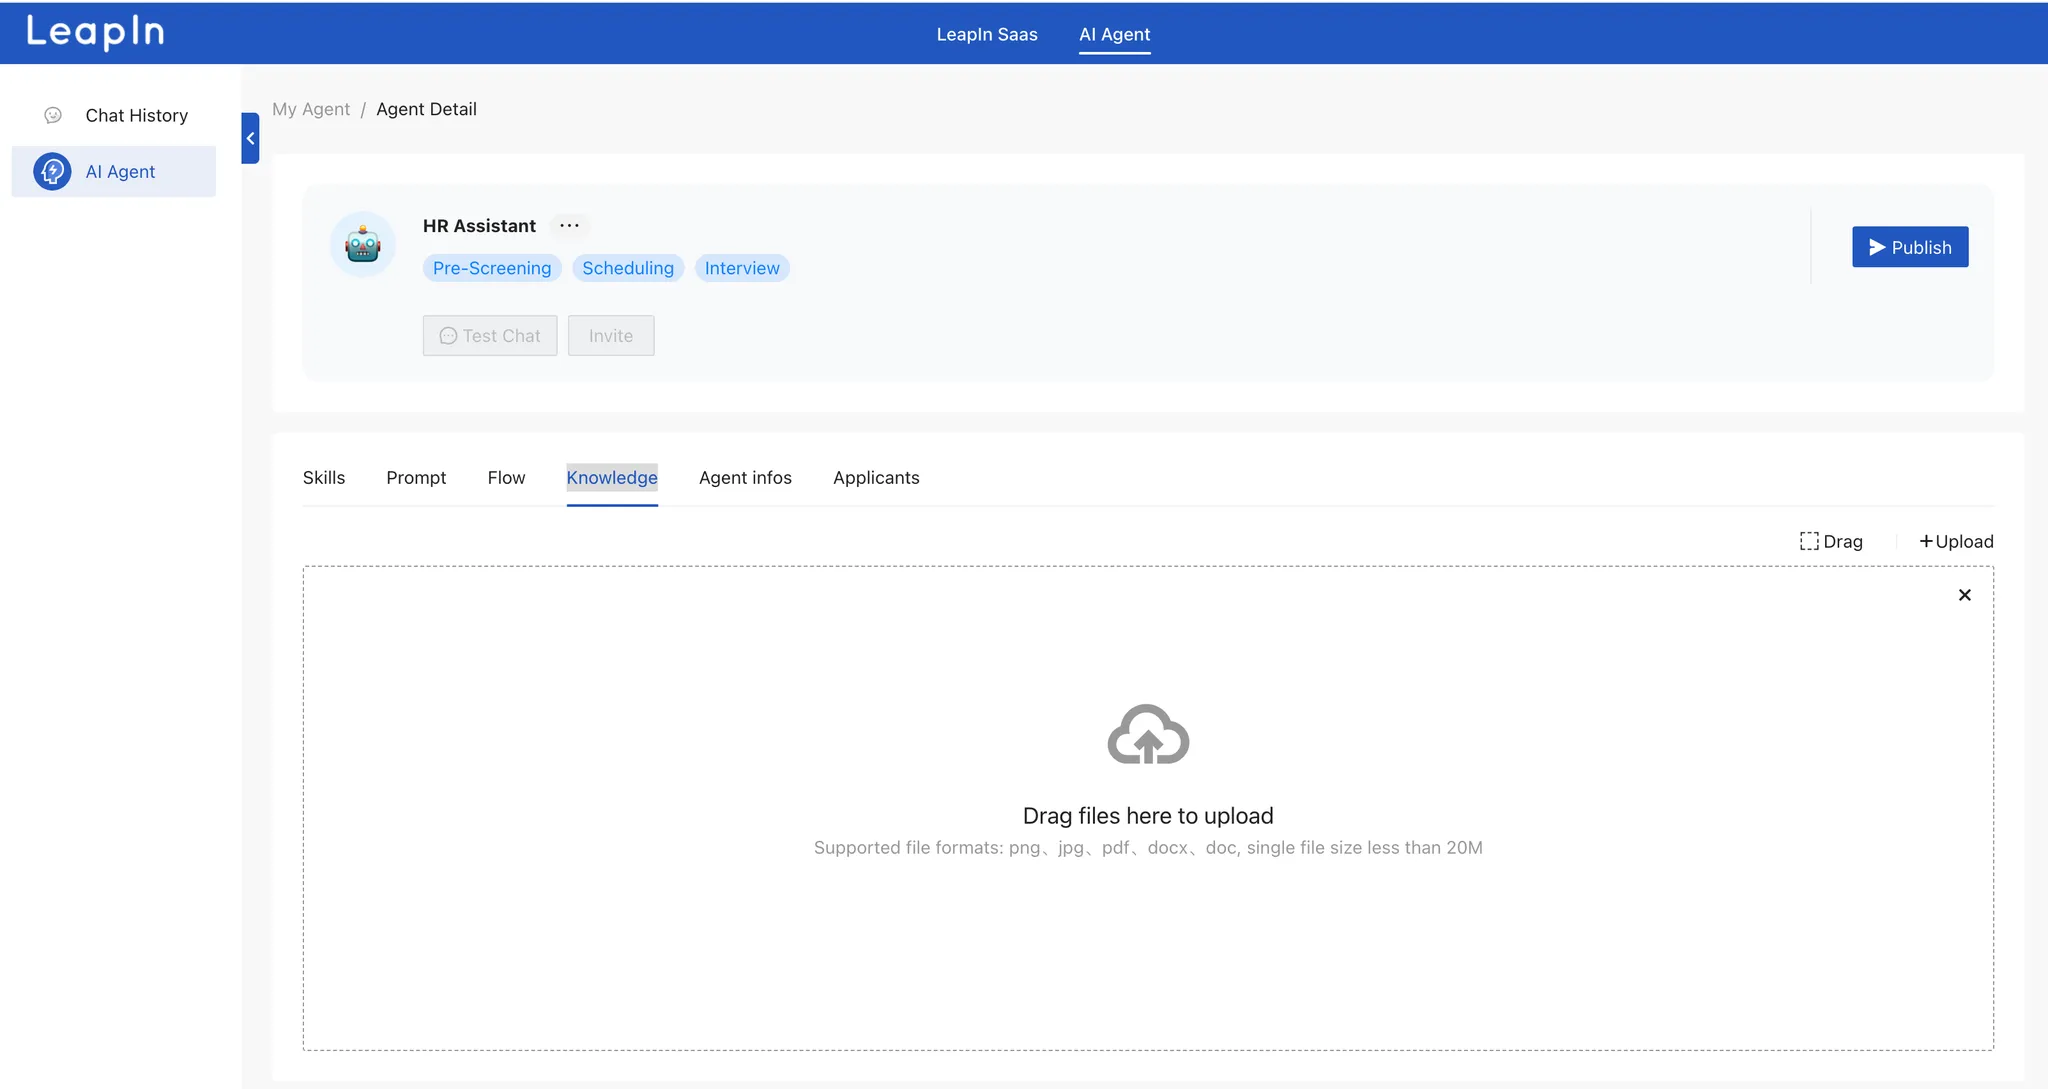 LeapIn
LeapIn Saas
AI Agent
Chat History
AI Agent
My Agent / Agent Detail
HR Assistant ...
Pre-Screening
Scheduling
Interview
Publish
Test Chat
Invite
Skills
Prompt
Flow
Knowledge
Agent infos
Applicants
Drag
+Upload
Drag files here to upload
Supported file formats: png、jpg、pdf、docx、doc, single file size less than 20M